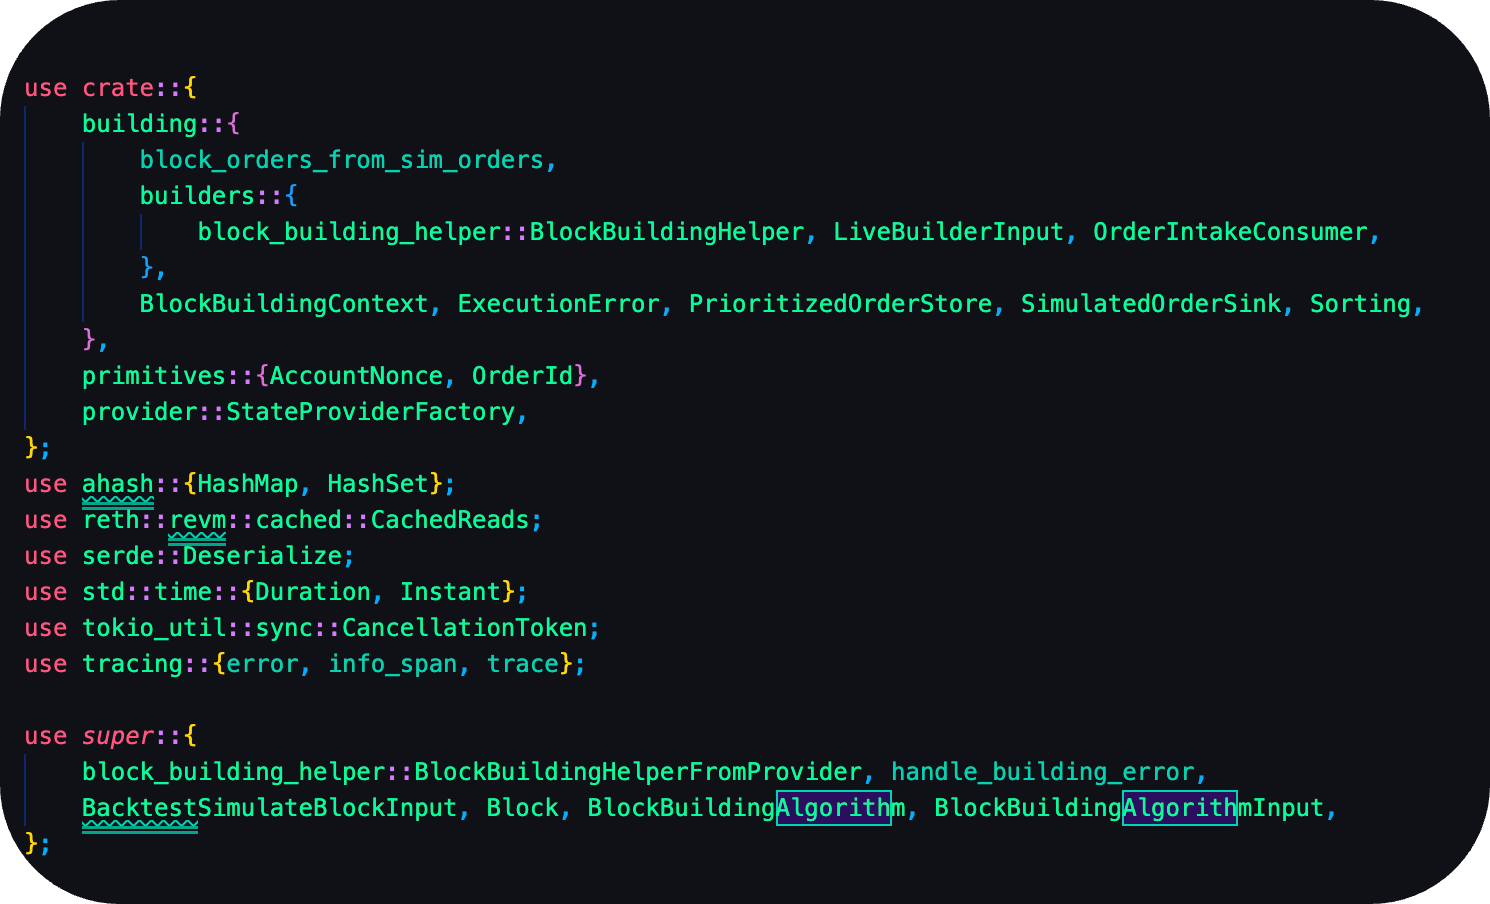 use crate::{
    building::{
        block_orders_from_sim_orders,
        builders::{
            block_building_helper::BlockBuildingHelper, LiveBuilderInput, OrderIntakeConsumer,
        },
        BlockBuildingContext, ExecutionError, PrioritizedOrderStore, SimulatedOrderSink, Sorting,
    },
    primitives::{AccountNonce, OrderId},
    provider::StateProviderFactory,
};
use ahash::{HashMap, HashSet};
use reth::revm::cached::CachedReads;
use serde::Deserialize;
use std::time::{Duration, Instant};
use tokio_util::sync::CancellationToken;
use tracing::{error, info_span, trace};

use super::{
    block_building_helper::BlockBuildingHelperFromProvider, handle_building_error,
    BacktestSimulateBlockInput, Block, BlockBuildingAlgorithm, BlockBuildingAlgorithmInput,
};